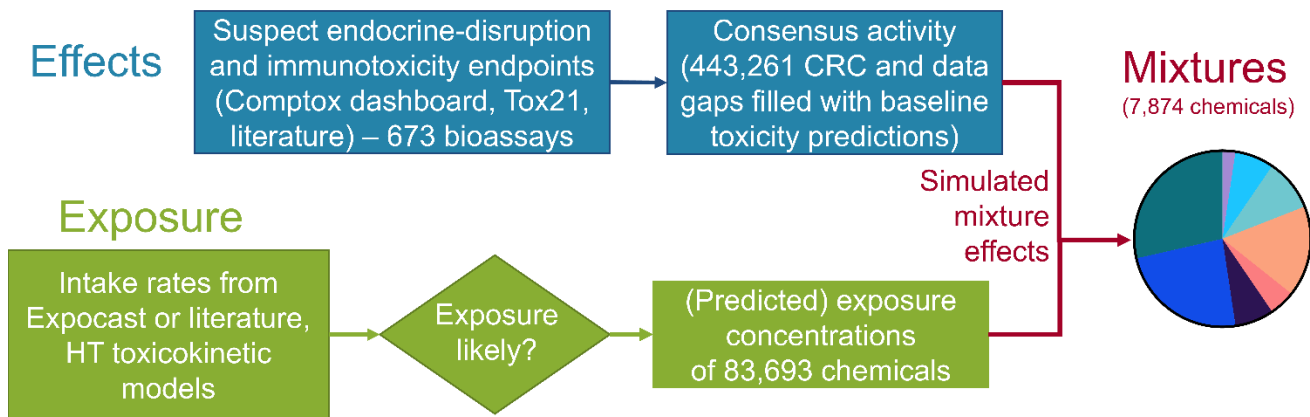 Effects
Suspect endocrine-disruption
and immunotoxicity endpoints
(Comptox dashboard, Tox21,
literature) – 673 bioassays
Consensus activity
(443,261 CRC and data
gaps filled with baseline
toxicity predictions)
Mixtures
(7,874 chemicals)
Simulated
mixture
effects
Exposure
Intake rates from
Expocast or literature,
HT toxicokinetic
models
Exposure
likely?
(Predicted) exposure
concentrations
of 83,693 chemicals